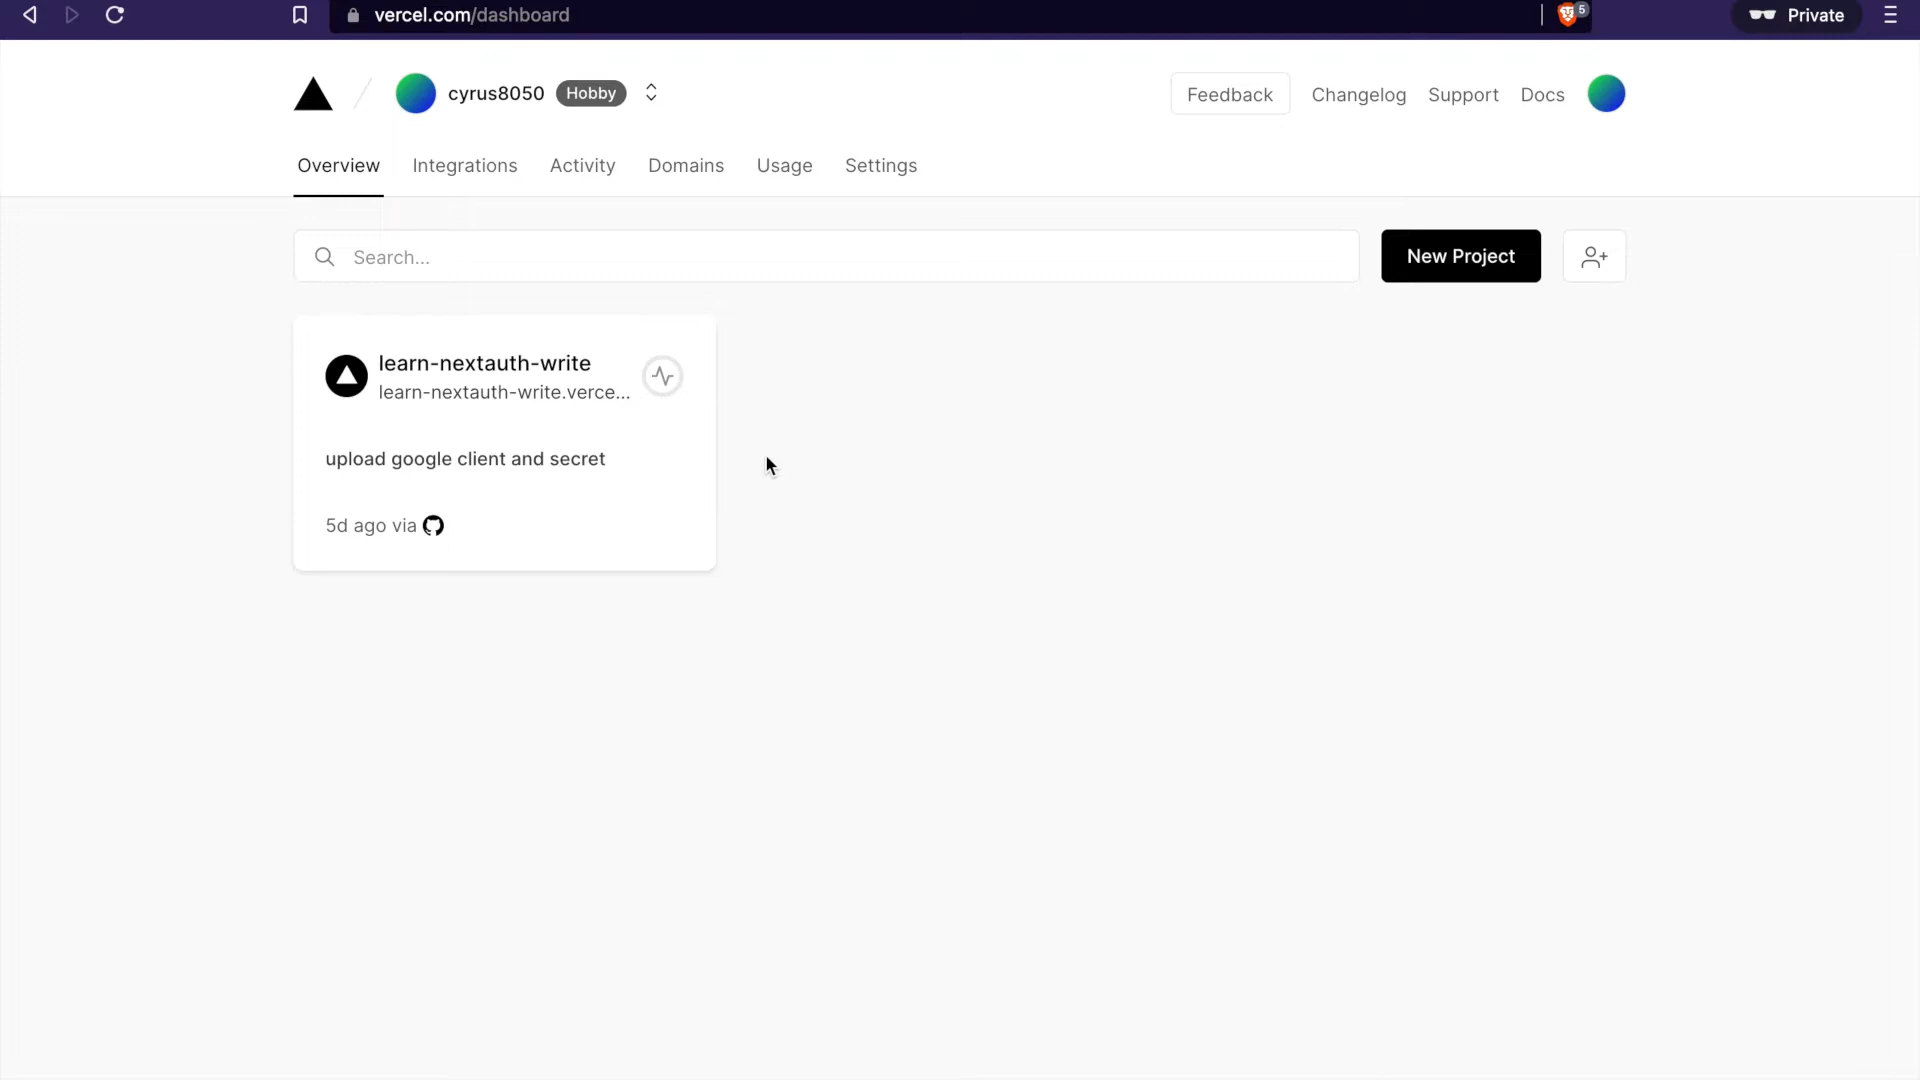 vercel.com/dashboard
5
Private
cyrus8050 Hobby
Feedback Changelog Support Docs
Overview Integrations Activity Domains Usage Settings
Search...
New Project
learn-nextauth-write
learn-nextauth-write.verce...
upload google client and secret
5d ago via